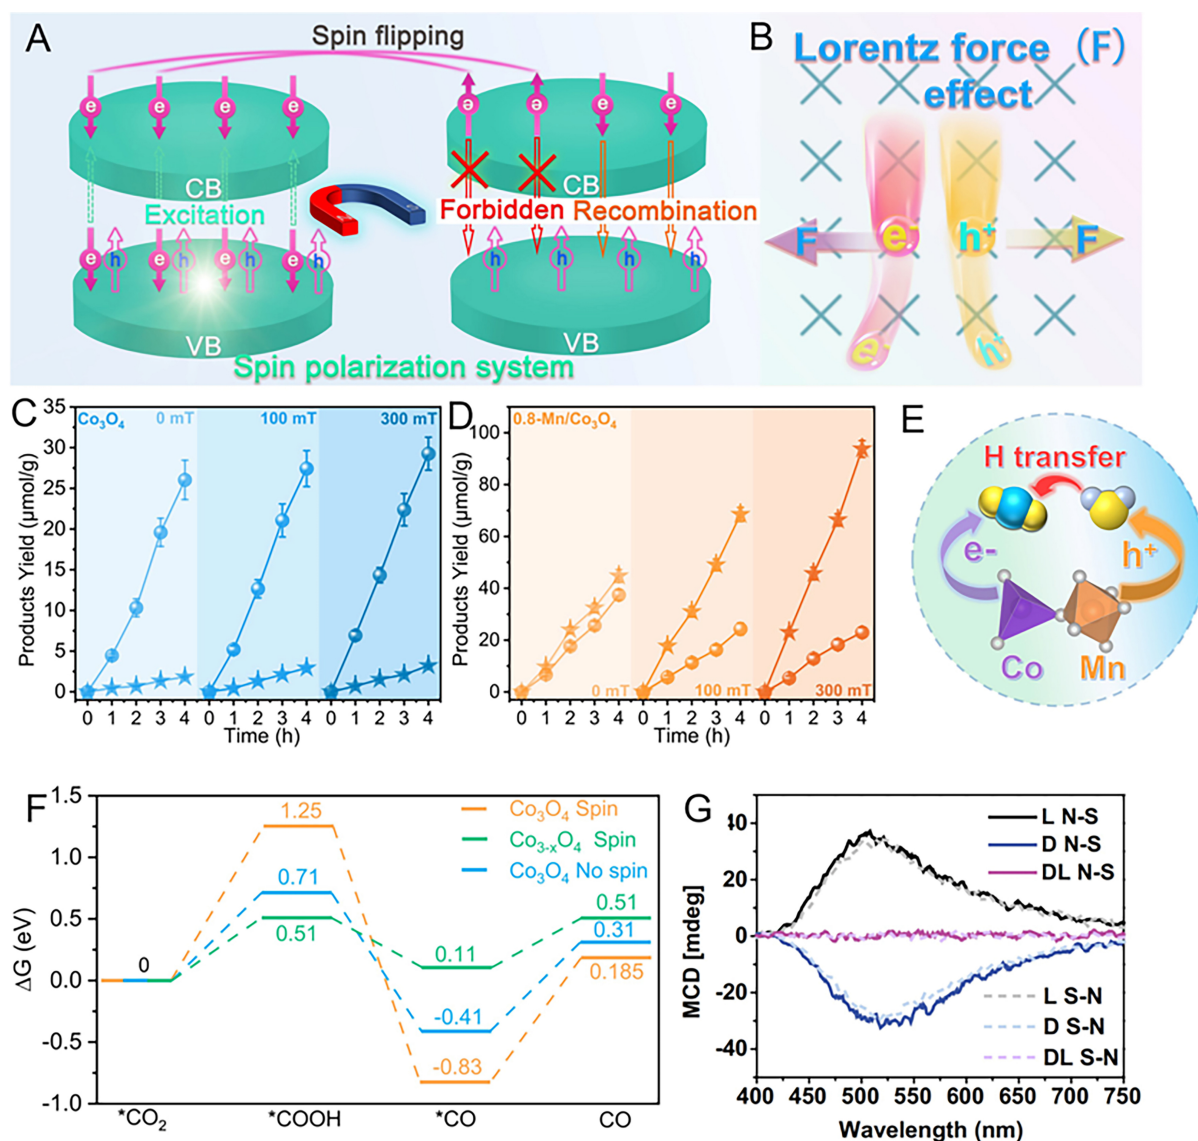 A
Spin flipping
e e e e
e e e e
CB
CB
Excitation
Forbidden Recombination
e h e h e h e h
h h h h
VB
VB
Spin polarization system
B
Lorentz force (F)
effect
F e⁻ h⁺ F
e⁻ h⁺
C
Co₃O₄ 0 mT 100 mT 300 mT
Products Yield (μmol/g)
35
30
25
20
15
10
5
0
0 1 2 3 4 0 1 2 3 4 0 1 2 3 4
Time (h)
D
0.8-Mn/Co₃O₄
Products Yield (μmol/g)
100
80
60
40
20
0
0 mT 100 mT 300 mT
0 1 2 3 4 0 1 2 3 4 0 1 2 3 4
Time (h)
E
H transfer
e- h⁺
Co Mn
F
ΔG (eV)
1.5
1.0
0.5
0.0
-0.5
-1.0
Co₃O₄ Spin
Co₃₋ₓO₄ Spin
Co₃O₄ No spin
0
1.25
0.71
0.51
0.11
-0.41
-0.83
0.51
0.31
0.185
*CO₂ *COOH *CO CO
G
MCD [mdeg]
40
20
0
-20
-40
L N-S
D N-S
DL N-S
L S-N
D S-N
DL S-N
400 450 500 550 600 650 700 750
Wavelength (nm)